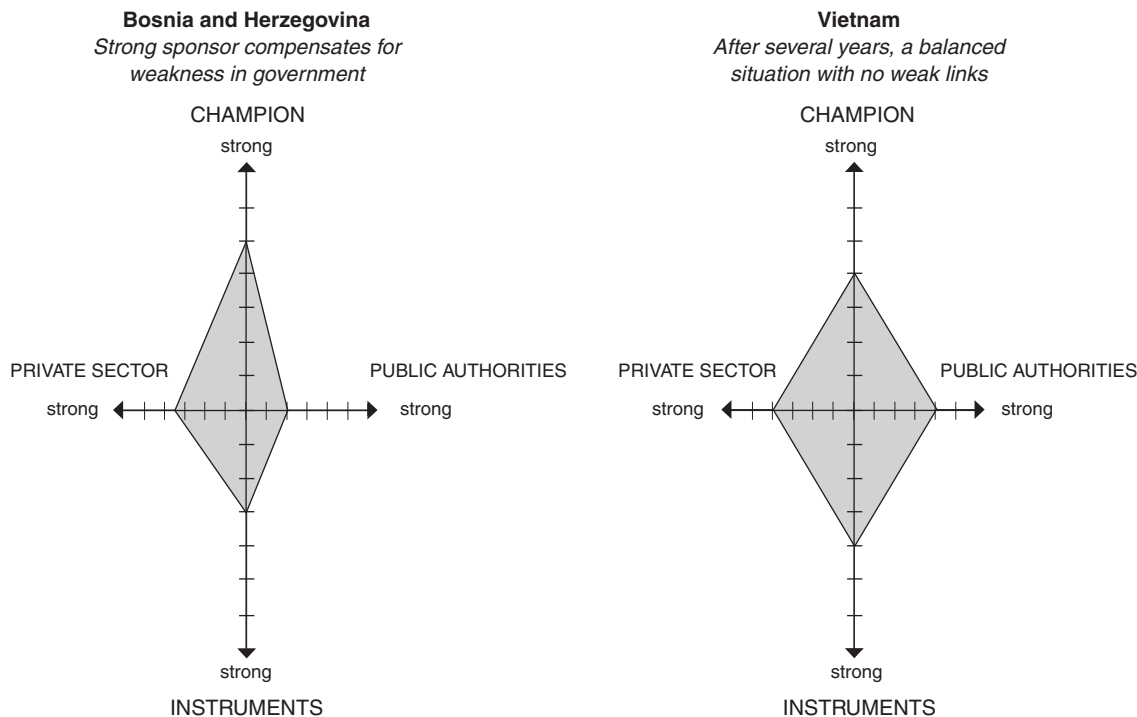 Bosnia and Herzegovina
Strong sponsor compensates for
weakness in government
CHAMPION
strong
PRIVATE SECTOR
PUBLIC AUTHORITIES
strong
strong
strong
INSTRUMENTS
Vietnam
After several years, a balanced
situation with no weak links
CHAMPION
strong
PRIVATE SECTOR
PUBLIC AUTHORITIES
strong
strong
strong
INSTRUMENTS